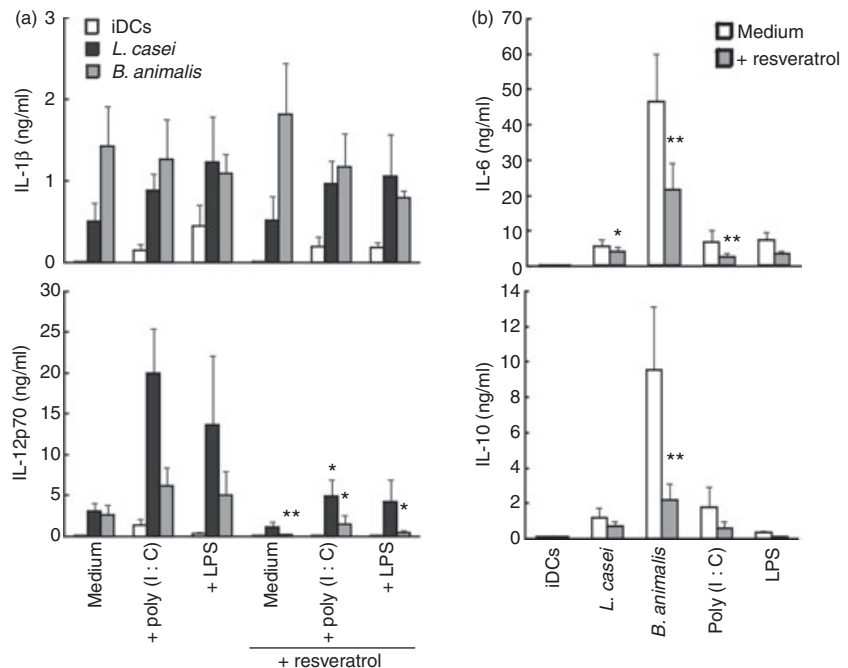 (a)
iDCs
L. casei
B. animalis
IL-1β (ng/ml)
3
2
1
0
IL-12p70 (ng/ml)
30
25
20
15
10
5
0
**
*
*
*
Medium
+ poly (I : C)
+ LPS
Medium
+ poly (I : C)
+ LPS
+ resveratrol
(b)
Medium
+ resveratrol
IL-6 (ng/ml)
70
60
50
40
30
20
10
0
*
**
**
IL-10 (ng/ml)
14
12
10
8
6
4
2
0
**
iDCs
L. casei
B. animalis
Poly (I : C)
LPS